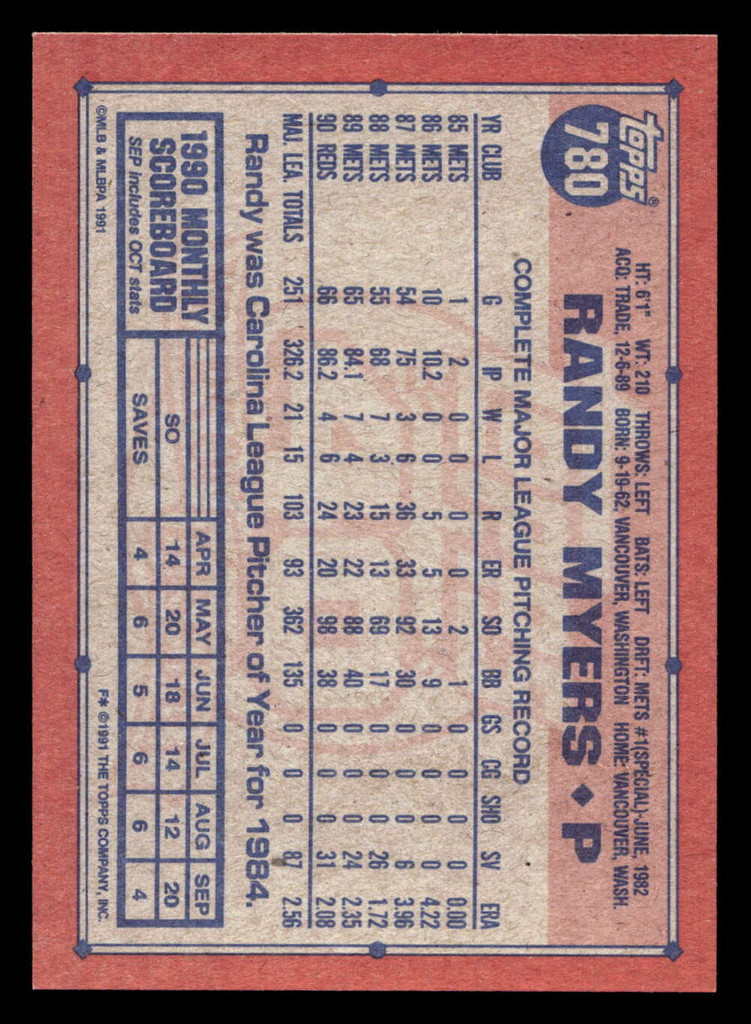 TOPPS®
780
HT: 6'1" WT: 210 THROWS: LEFT BATS: LEFT DRFT: METS #1(SPECIAL)-JUNE, 1982
ACQ: TRADE, 12-6-89 BORN: 9-19-62, VANCOUVER, WASHINGTON HOME: VANCOUVER, WASH.
RANDY MYERS ♦ P
COMPLETE MAJOR LEAGUE PITCHING RECORD
YR CLUB G IP W L R ER SO BB GS CG SHO SV ERA
85 METS 1 2 0 0 0 0 2 1 0 0 0 0 0.00
86 METS 10 10.2 0 0 5 5 13 9 0 0 0 0 4.22
87 METS 54 75 3 6 36 33 92 30 0 0 0 6 3.96
88 METS 55 68 7 3 15 13 69 17 0 0 0 26 1.72
89 METS 65 84.1 7 4 23 22 88 40 0 0 0 24 2.35
90 REDS 66 86.2 4 6 24 20 98 38 0 0 0 31 2.08
MAJ. LEA. TOTALS 251 326.2 21 15 103 93 362 135 0 0 0 87 2.56
Randy was Carolina League Pitcher of Year for 1984.
1990 MONTHLY
SCOREBOARD
SEP includes OCT stats
APR MAY JUN JUL AUG SEP
SO 14 20 18 14 12 20
SAVES 4 6 5 6 6 4
©MLB & MLBPA 1991
F* ©1991 THE TOPPS COMPANY, INC.